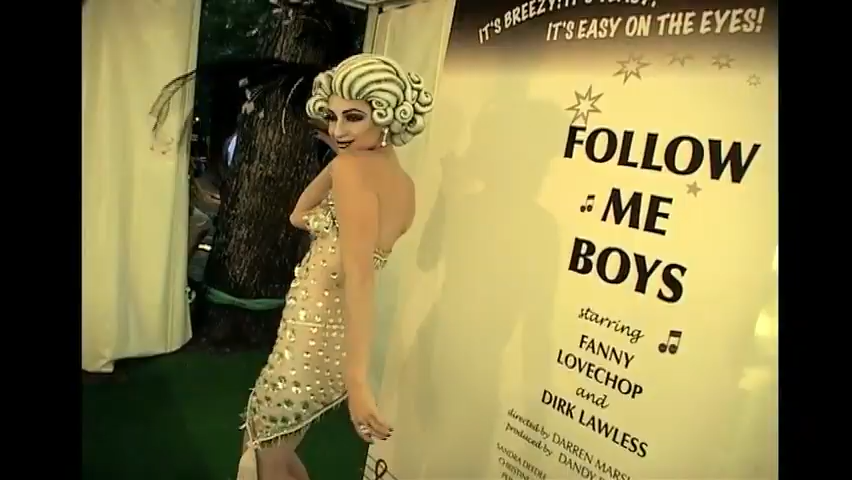 IT'S BREEZY!
IT'S EASY ON THE EYES!
FOLLOW
ME
BOYS
starring
FANNY
LOVECHOP
and
DIRK LAWLESS
directed by DARREN
produced by DANDY
SANDRA